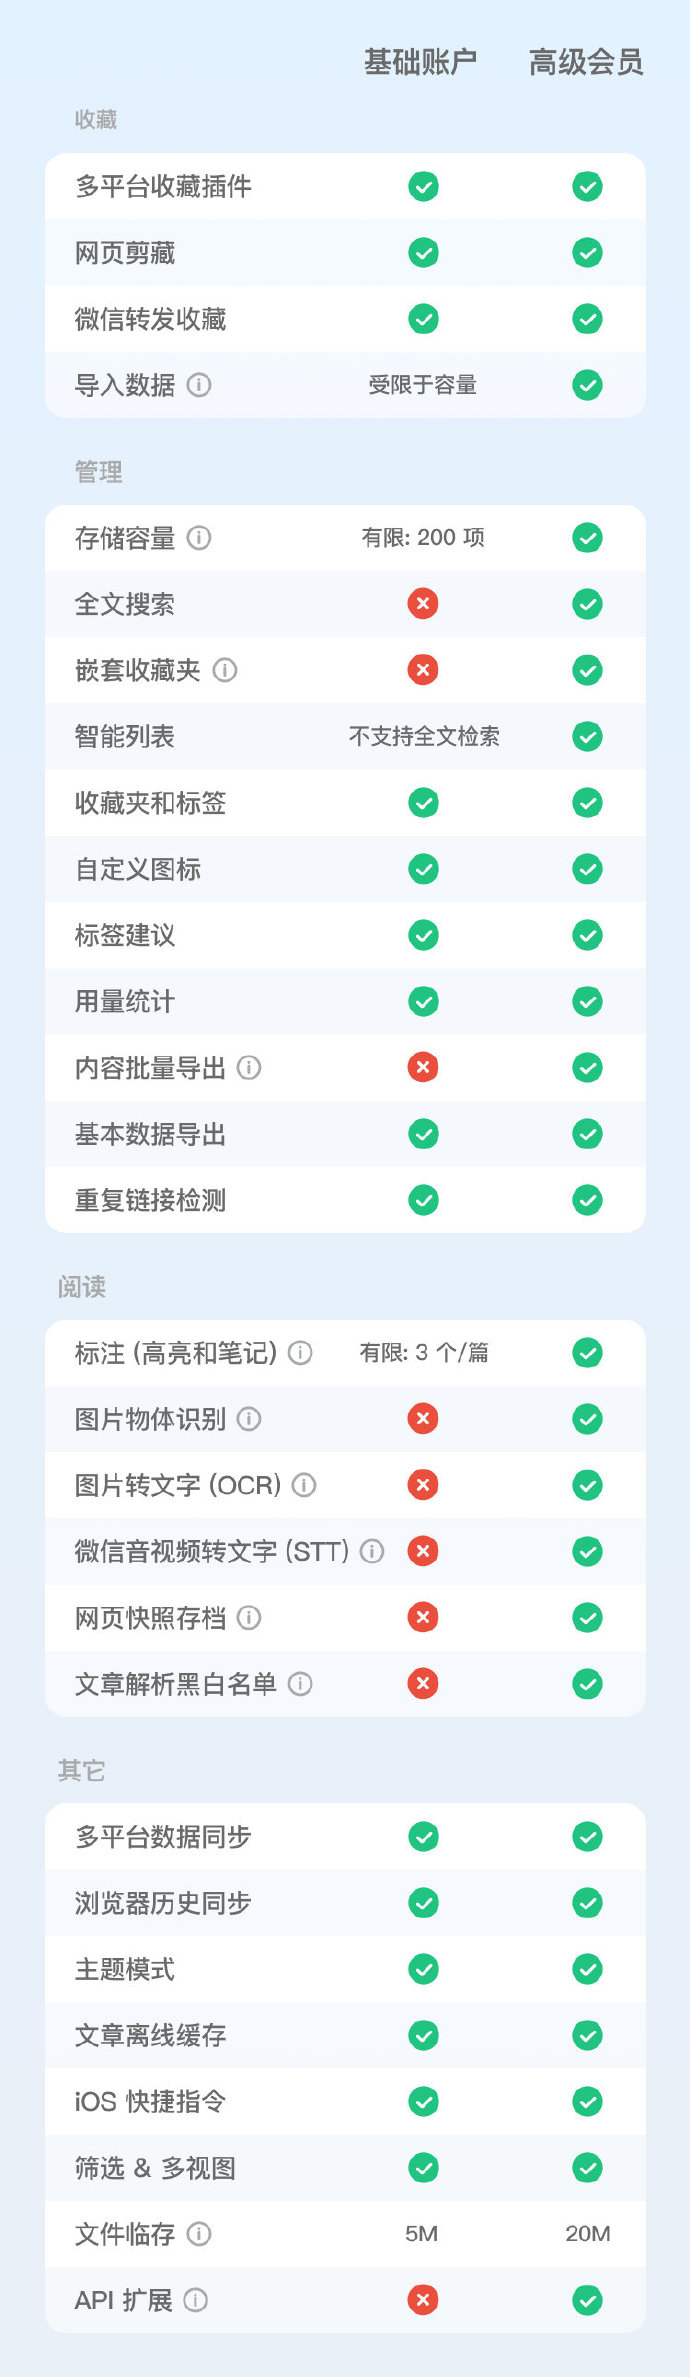 基础账户 高级会员
收藏
多平台收藏插件
网页剪藏
微信转发收藏
导入数据 受限于容量
管理
存储容量 有限: 200 项
全文搜索
嵌套收藏夹
智能列表 不支持全文检索
收藏夹和标签
自定义图标
标签建议
用量统计
内容批量导出
基本数据导出
重复链接检测
阅读
标注 (高亮和笔记) 有限: 3 个/篇
图片物体识别
图片转文字 (OCR)
微信音视频转文字 (STT)
网页快照存档
文章解析黑白名单
其它
多平台数据同步
浏览器历史同步
主题模式
文章离线缓存
iOS 快捷指令
筛选 & 多视图
文件临存 5M 20M
API 扩展